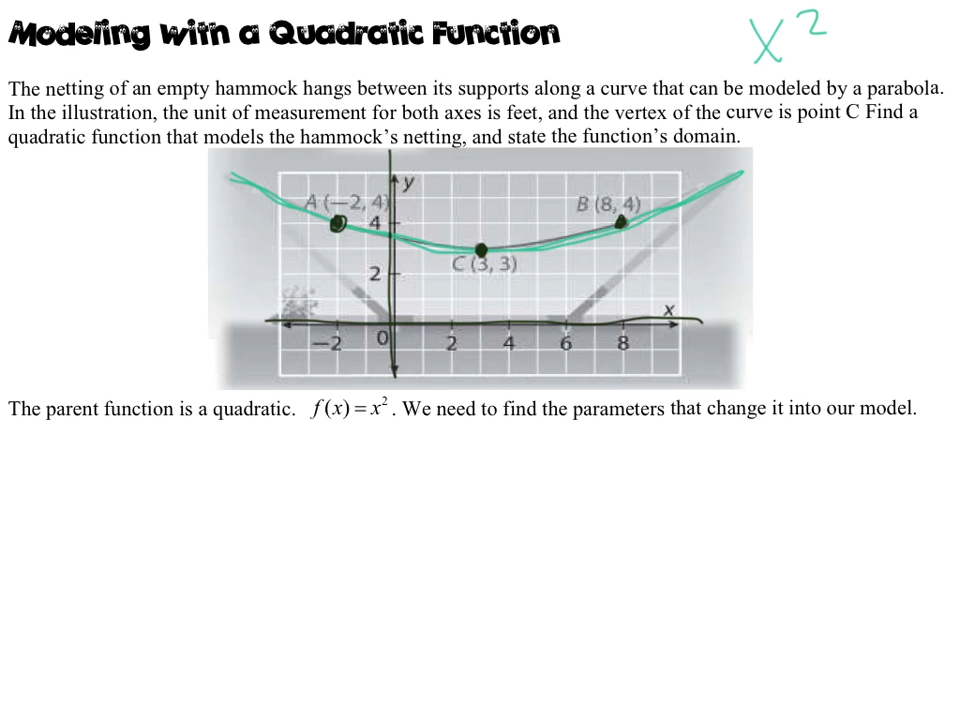 Modeling with a Quadratic Function
x²
The netting of an empty hammock hangs between its supports along a curve that can be modeled by a parabola.
In the illustration, the unit of measurement for both axes is feet, and the vertex of the curve is point C Find a
quadratic function that models the hammock's netting, and state the function's domain.
y
A (−2, 4)
B (8, 4)
4
C (3, 3)
2
x
−2 0 2 4 6 8
The parent function is a quadratic. f(x) = x². We need to find the parameters that change it into our model.